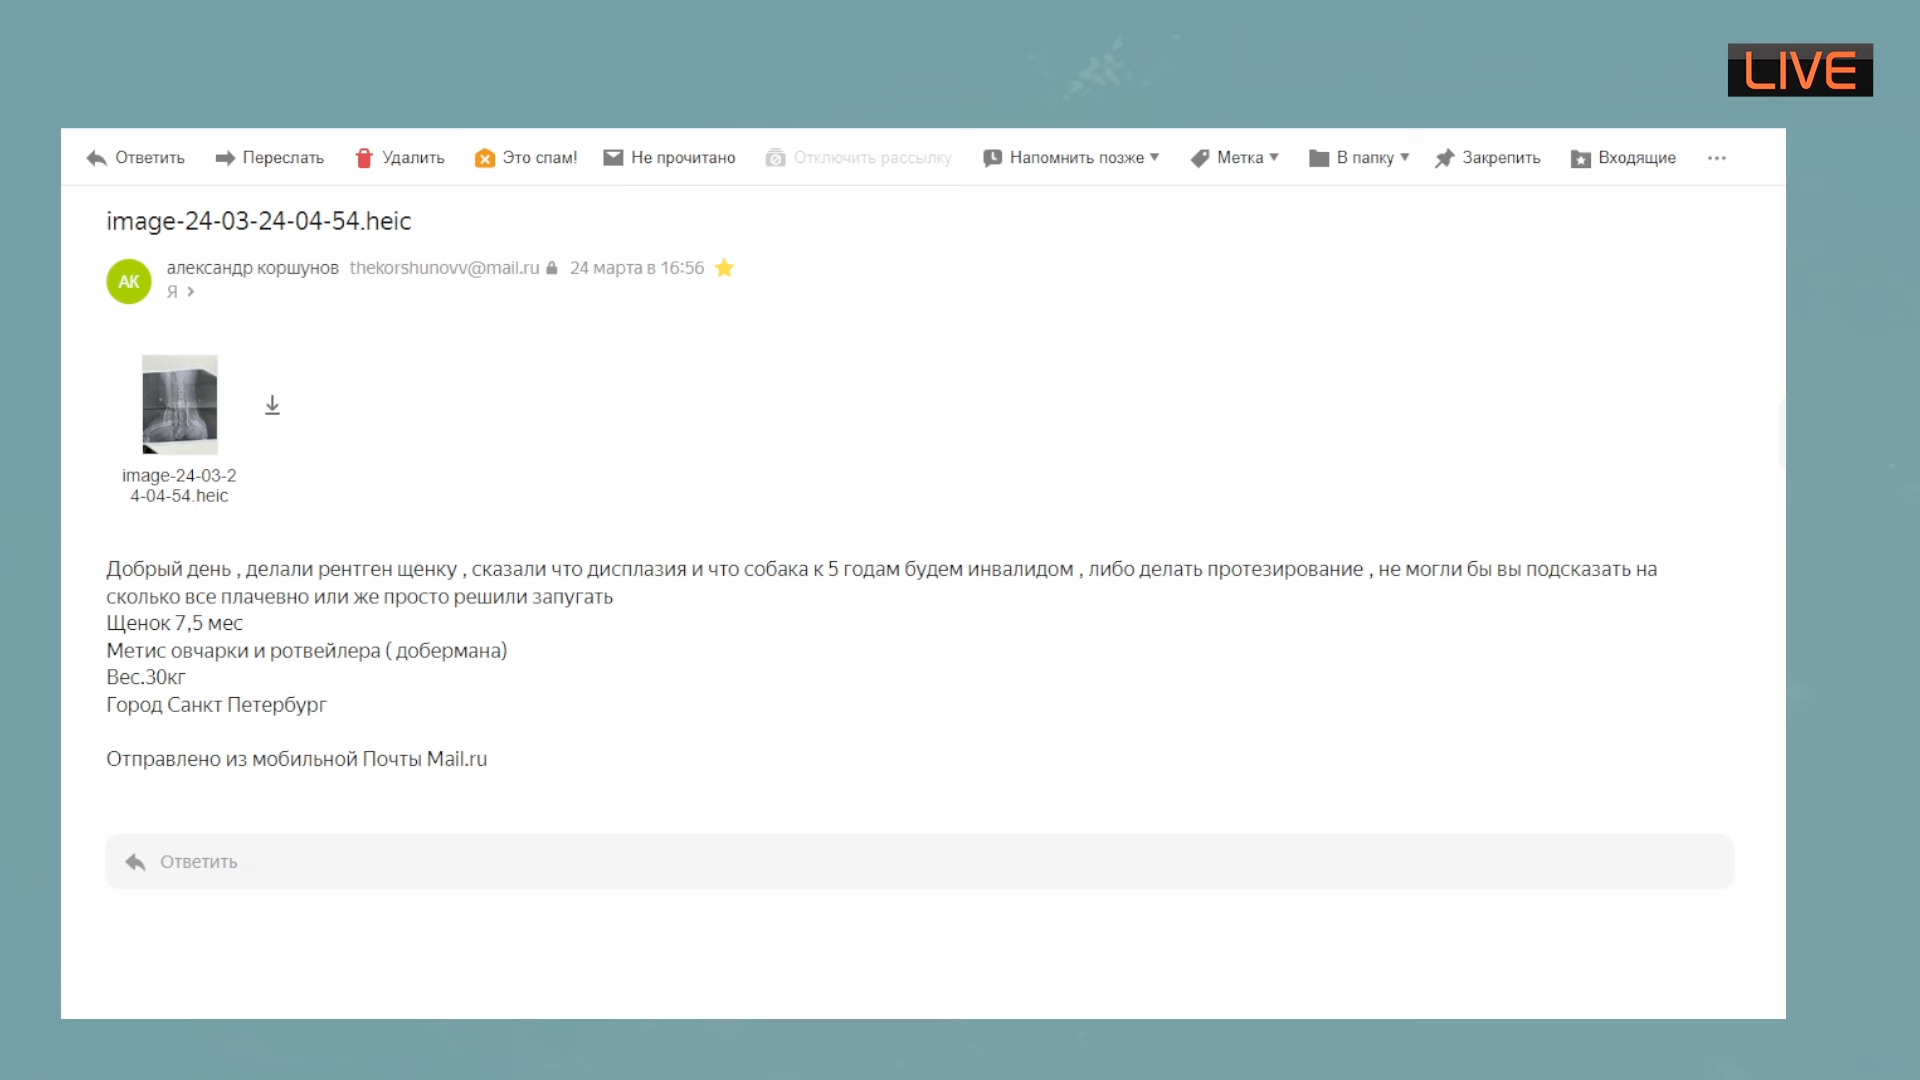 LIVE
Ответить Переслать Удалить Это спам! Не прочитано Отключить рассылку Напомнить позже Метка В папку Закрепить Входящие ...
image-24-03-24-04-54.heic
АК
александр коршунов thekorshunovv@mail.ru 24 марта в 16:56
Я
image-24-03-2
4-04-54.heic
Добрый день , делали рентген щенку , сказали что дисплазия и что собака к 5 годам будем инвалидом , либо делать протезирование , не могли бы вы подсказать на
сколько все плачевно или же просто решили запугать
Щенок 7,5 мес
Метис овчарки и ротвейлера ( добермана)
Вес.30кг
Город Санкт Петербург
Отправлено из мобильной Почты Mail.ru
Ответить